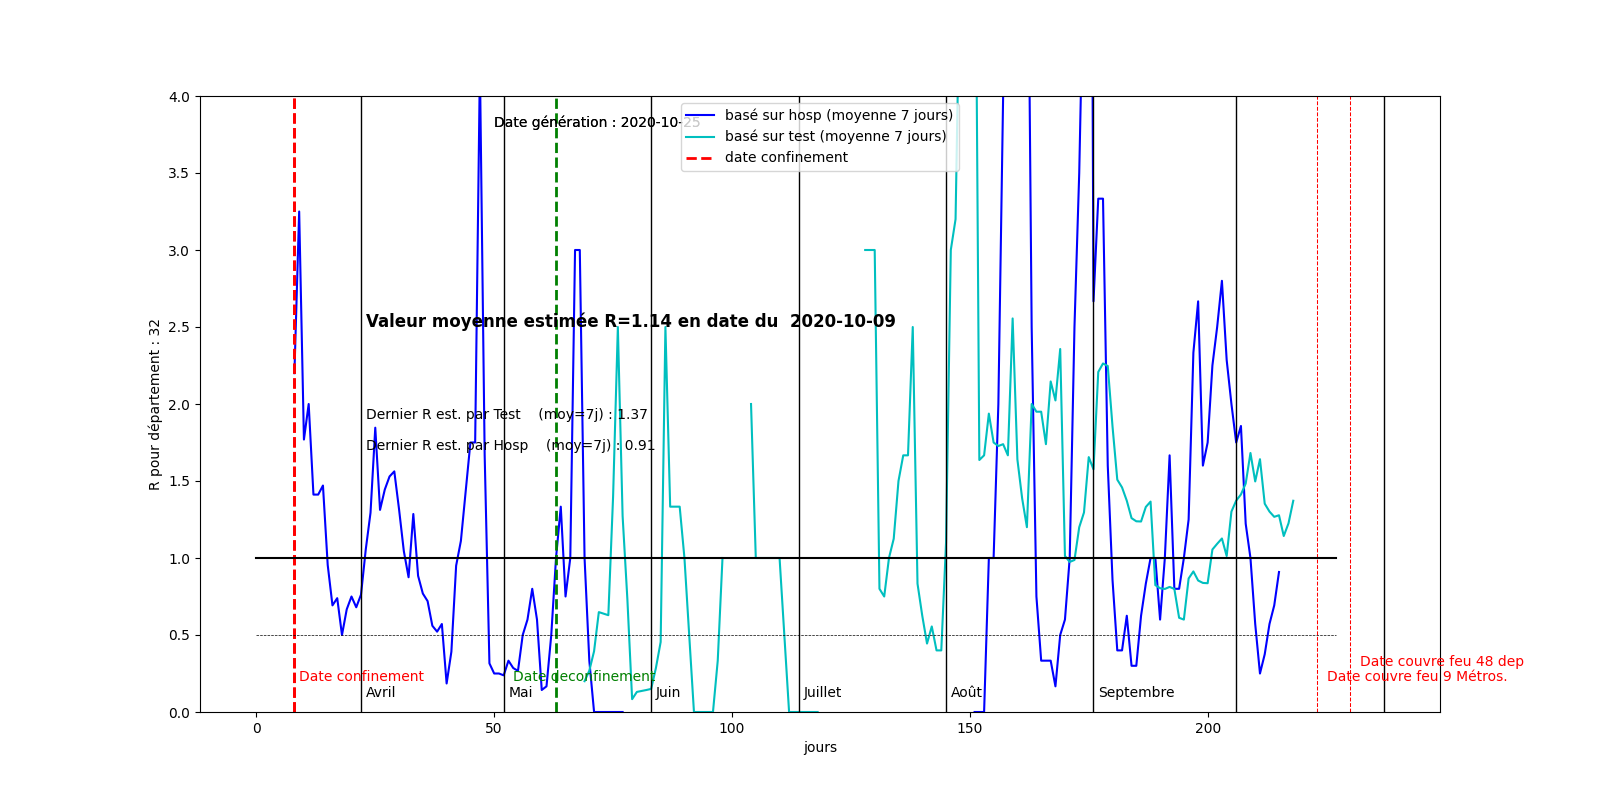 4.0
3.5
3.0
2.5
2.0
1.5
1.0
0.5
0.0
R pour département : 32
Date génération : 2020-10-25
basé sur hosp (moyenne 7 jours)
basé sur test (moyenne 7 jours)
date confinement
Valeur moyenne estimée R=1.14 en date du  2020-10-09
Dernier R est. par Test    (moy=7j) : 1.37
Dernier R est. par Hosp    (moy=7j) : 0.91
Date couvre feu 48 dep
Date confinement
Date deconfinement
Date couvre feu 9 Métros.
Avril
Mai
Juin
Juillet
Août
Septembre
0
50
100
150
200
jours